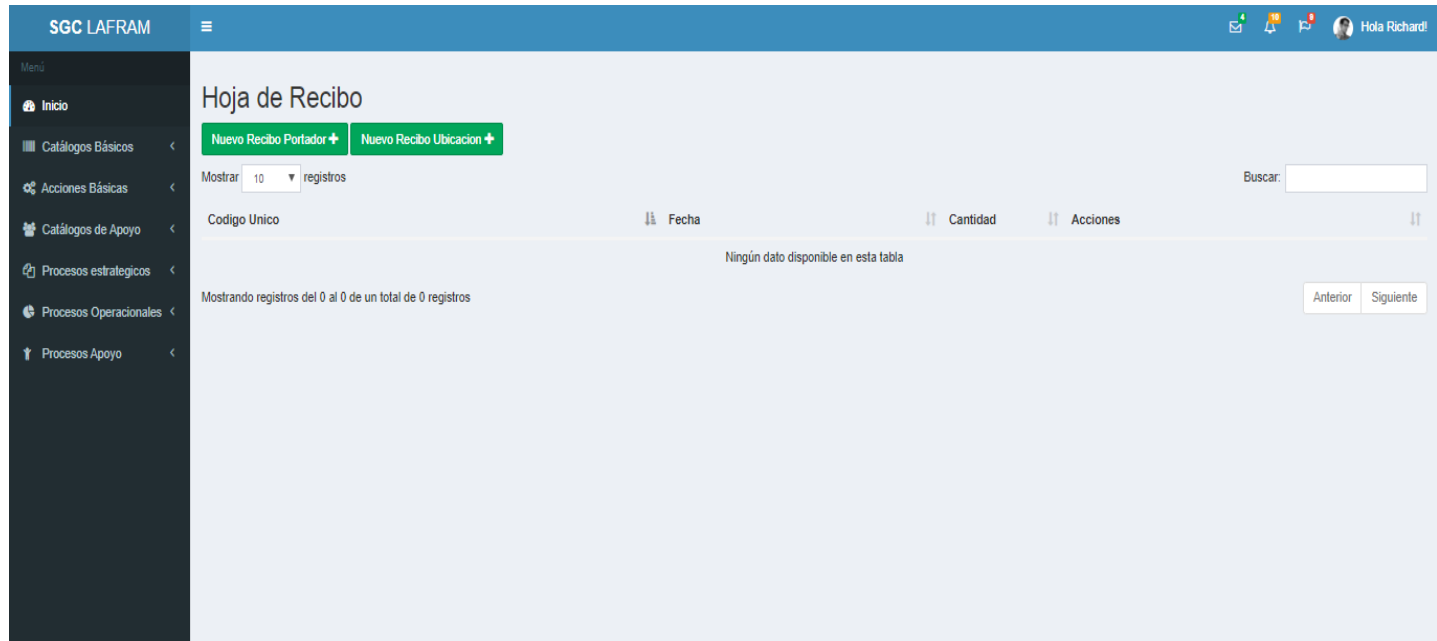 SGC LAFRAM
4 10 9 Hola Richard!
Menú
Inicio
Catálogos Básicos
Acciones Básicas
Catálogos de Apoyo
Procesos estrategicos
Procesos Operacionales
Procesos Apoyo
Hoja de Recibo
Nuevo Recibo Portador Nuevo Recibo Ubicacion
Mostrar 10 registros Buscar:
Codigo Unico Fecha Cantidad Acciones
Ningún dato disponible en esta tabla
Mostrando registros del 0 al 0 de un total de 0 registros Anterior Siguiente